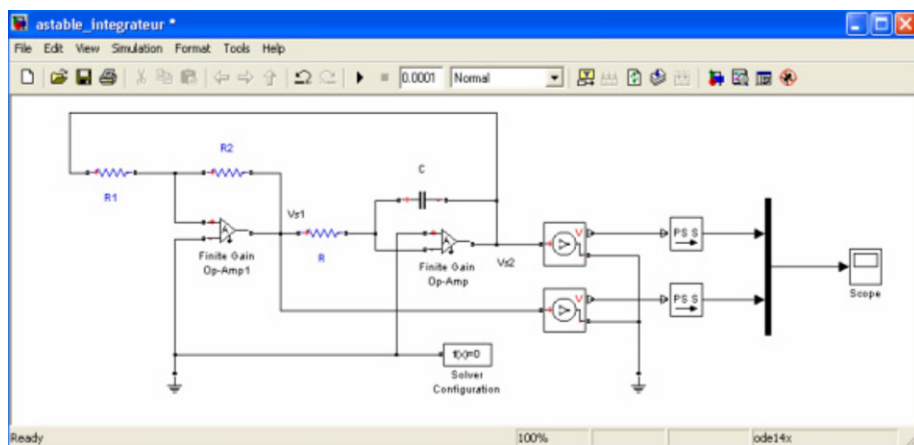 astable_integrateur *
File Edit View Simulation Format Tools Help
0.0001 Normal
R2
C
R1
Vs1
R
Vs2
Finite Gain
Op-Amp1
Finite Gain
Op-Amp
V
PS S
Scope
V
PS S
f(x)=0
Solver
Configuration
Ready 100% ode14x